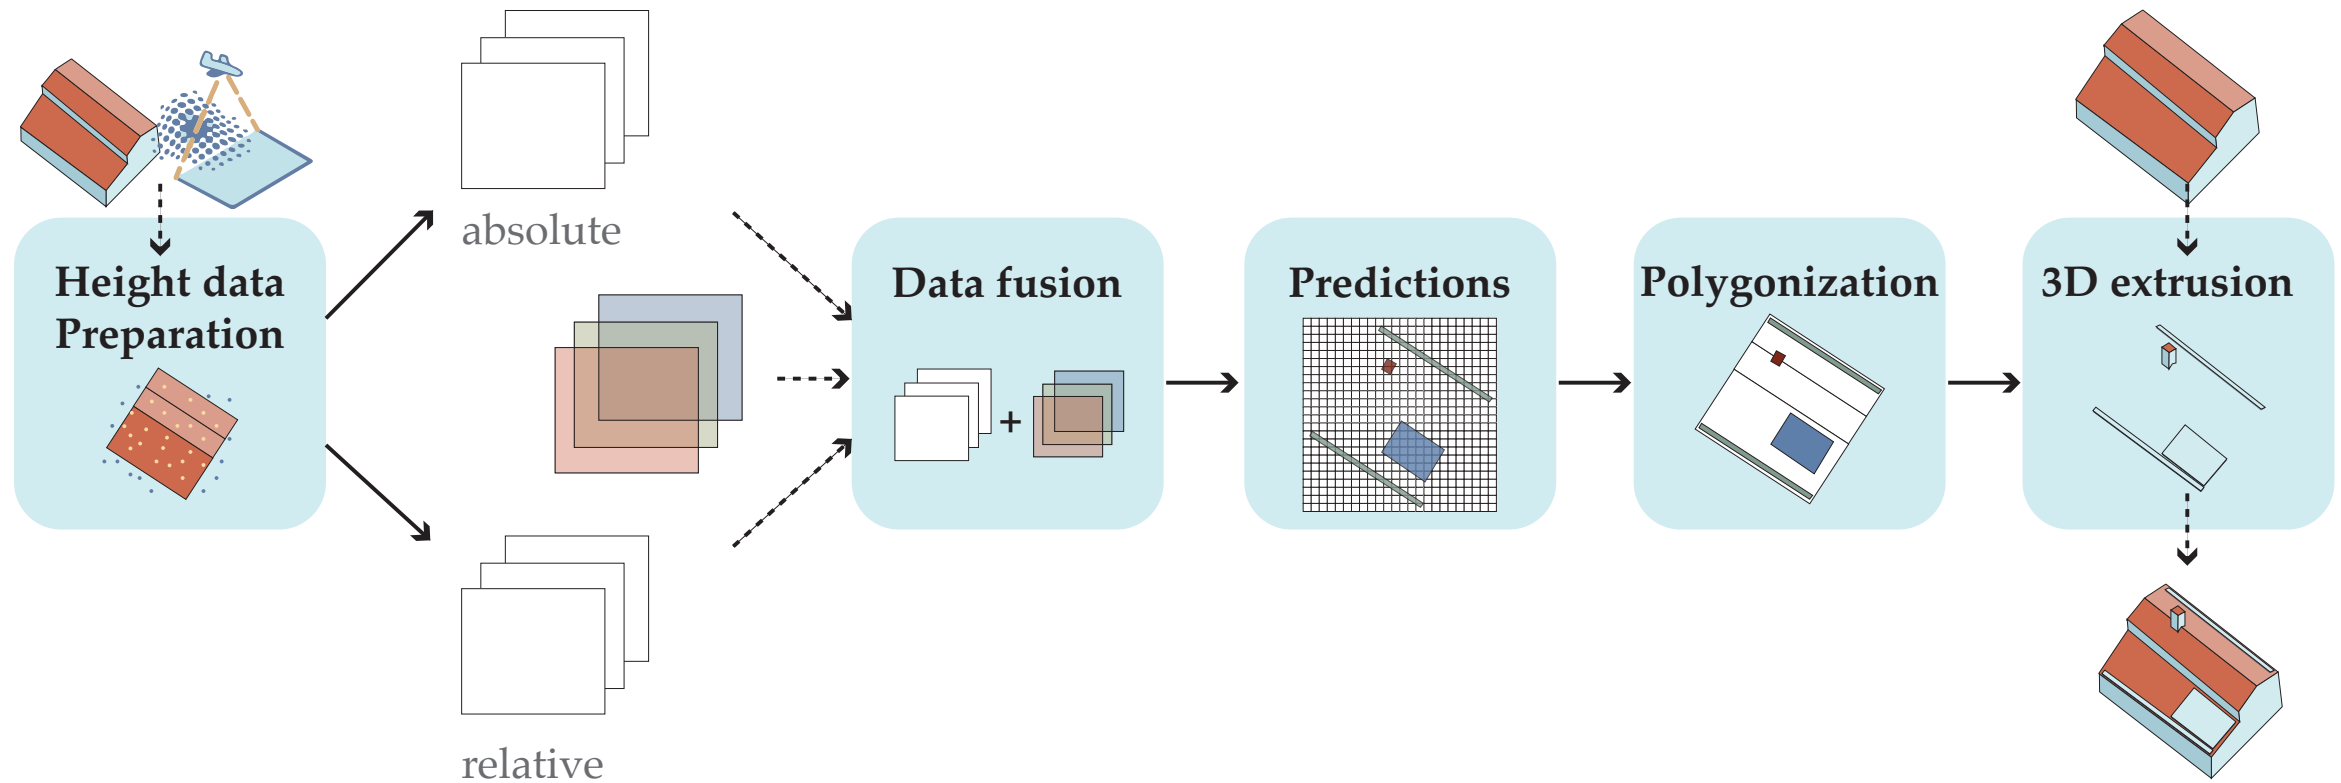 absolute
Height data
Preparation
Data fusion
+
Predictions
Polygonization
3D extrusion
relative